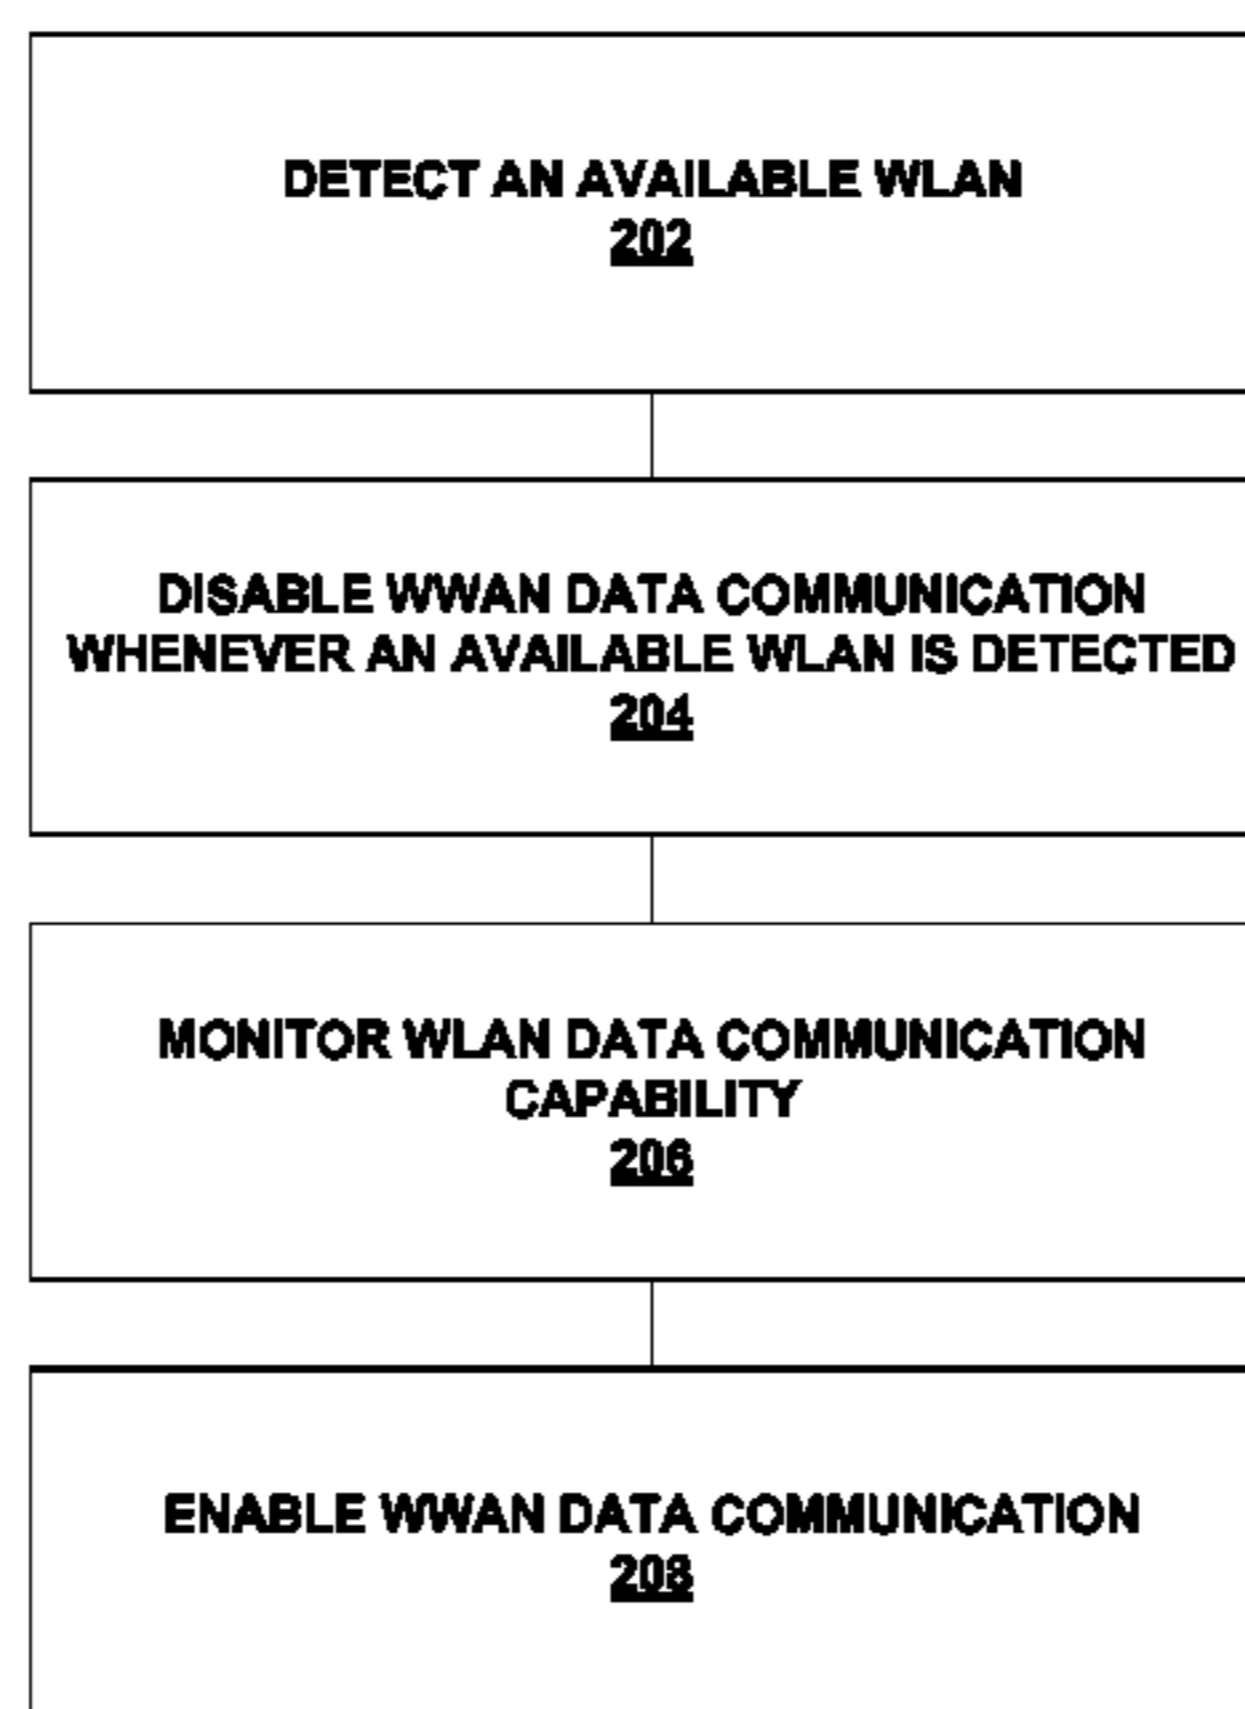 DETECT AN AVAILABLE WLAN
202
DISABLE WWAN DATA COMMUNICATION
WHENEVER AN AVAILABLE WLAN IS DETECTED
204
MONITOR WLAN DATA COMMUNICATION
CAPABILITY
206
ENABLE WWAN DATA COMMUNICATION
208